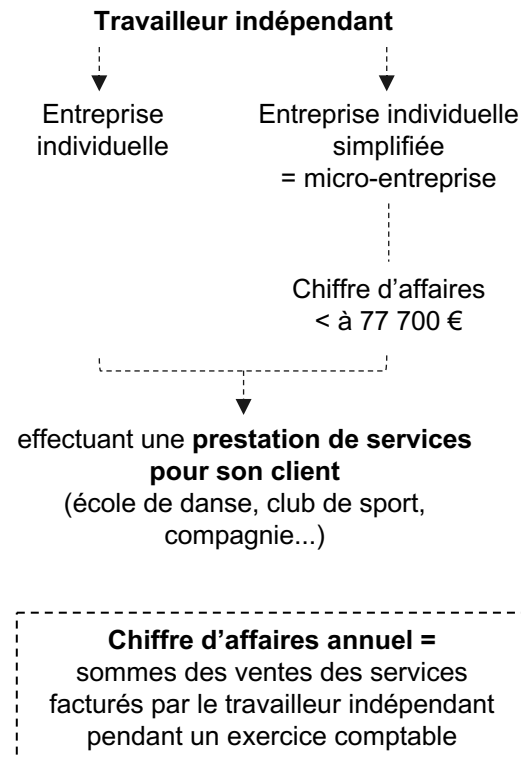 Travailleur indépendant
Entreprise
individuelle
Entreprise individuelle
simplifiée
= micro-entreprise
Chiffre d'affaires
< à 77 700 €
effectuant une prestation de services
pour son client
(école de danse, club de sport,
compagnie...)
Chiffre d'affaires annuel =
sommes des ventes des services
facturés par le travailleur indépendant
pendant un exercice comptable